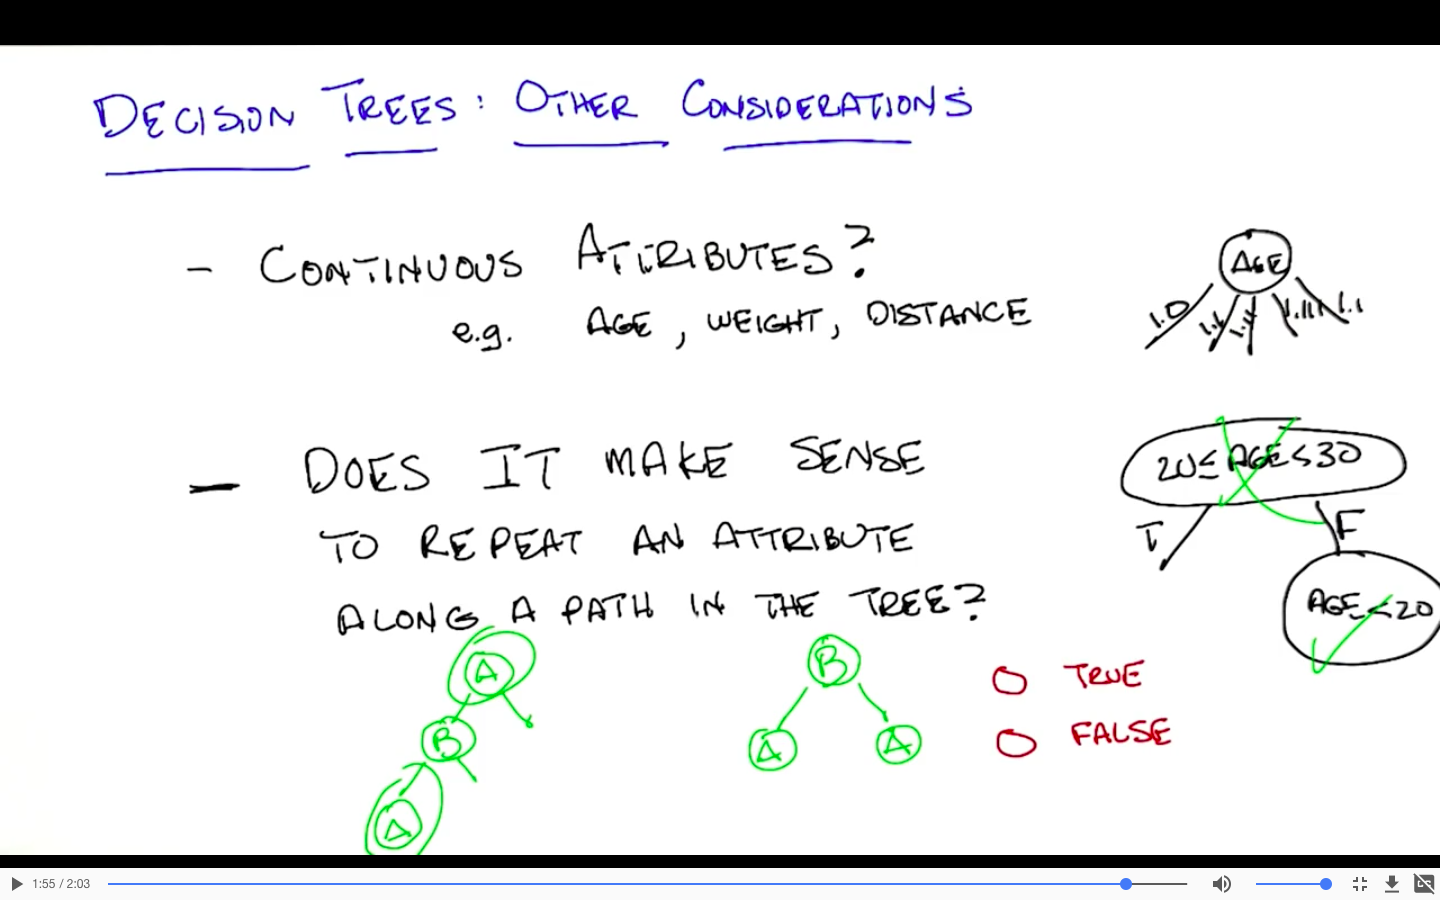 DECISION TREES: OTHER CONSIDERATIONS
- CONTINUOUS ATTRIBUTES?
e.g. AGE, WEIGHT, DISTANCE
AGE
1.0 1.1 1.11 1.111 1.1
- DOES IT MAKE SENSE
TO REPEAT AN ATTRIBUTE
ALONG A PATH IN THE TREE?
20≤ AGE<30
T F
AGE<20
A
B
A
B
A A
TRUE
FALSE
1:55 / 2:03